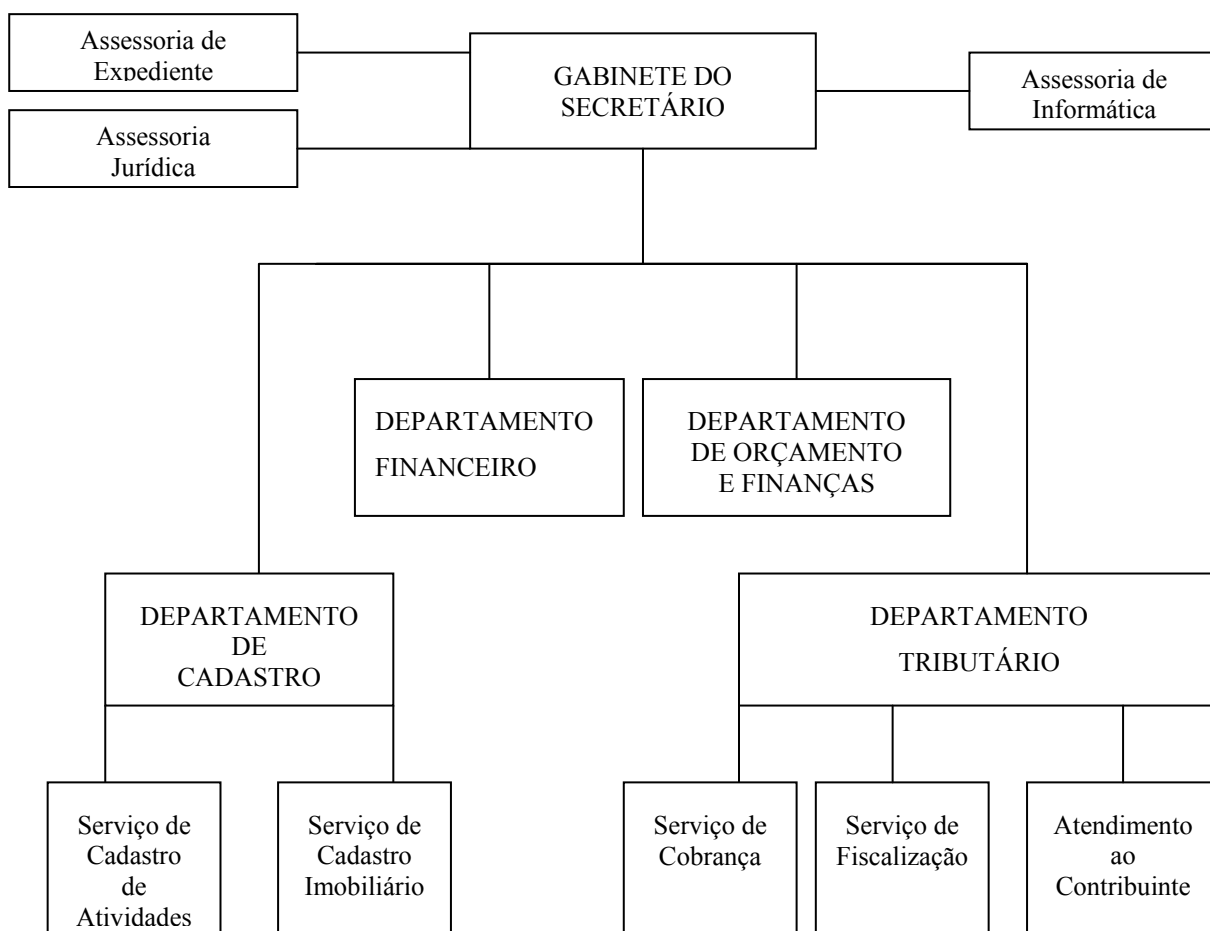 Assessoria de
Expediente
GABINETE DO
SECRETÁRIO
Assessoria de
Informática
Assessoria
Jurídica
DEPARTAMENTO
FINANCEIRO
DEPARTAMENTO
DE ORÇAMENTO
E FINANÇAS
DEPARTAMENTO
DE
CADASTRO
DEPARTAMENTO
TRIBUTÁRIO
Serviço de
Cadastro
de
Atividades
Serviço de
Cadastro
Imobiliário
Serviço de
Cobrança
Serviço de
Fiscalização
Atendimento
ao
Contribuinte